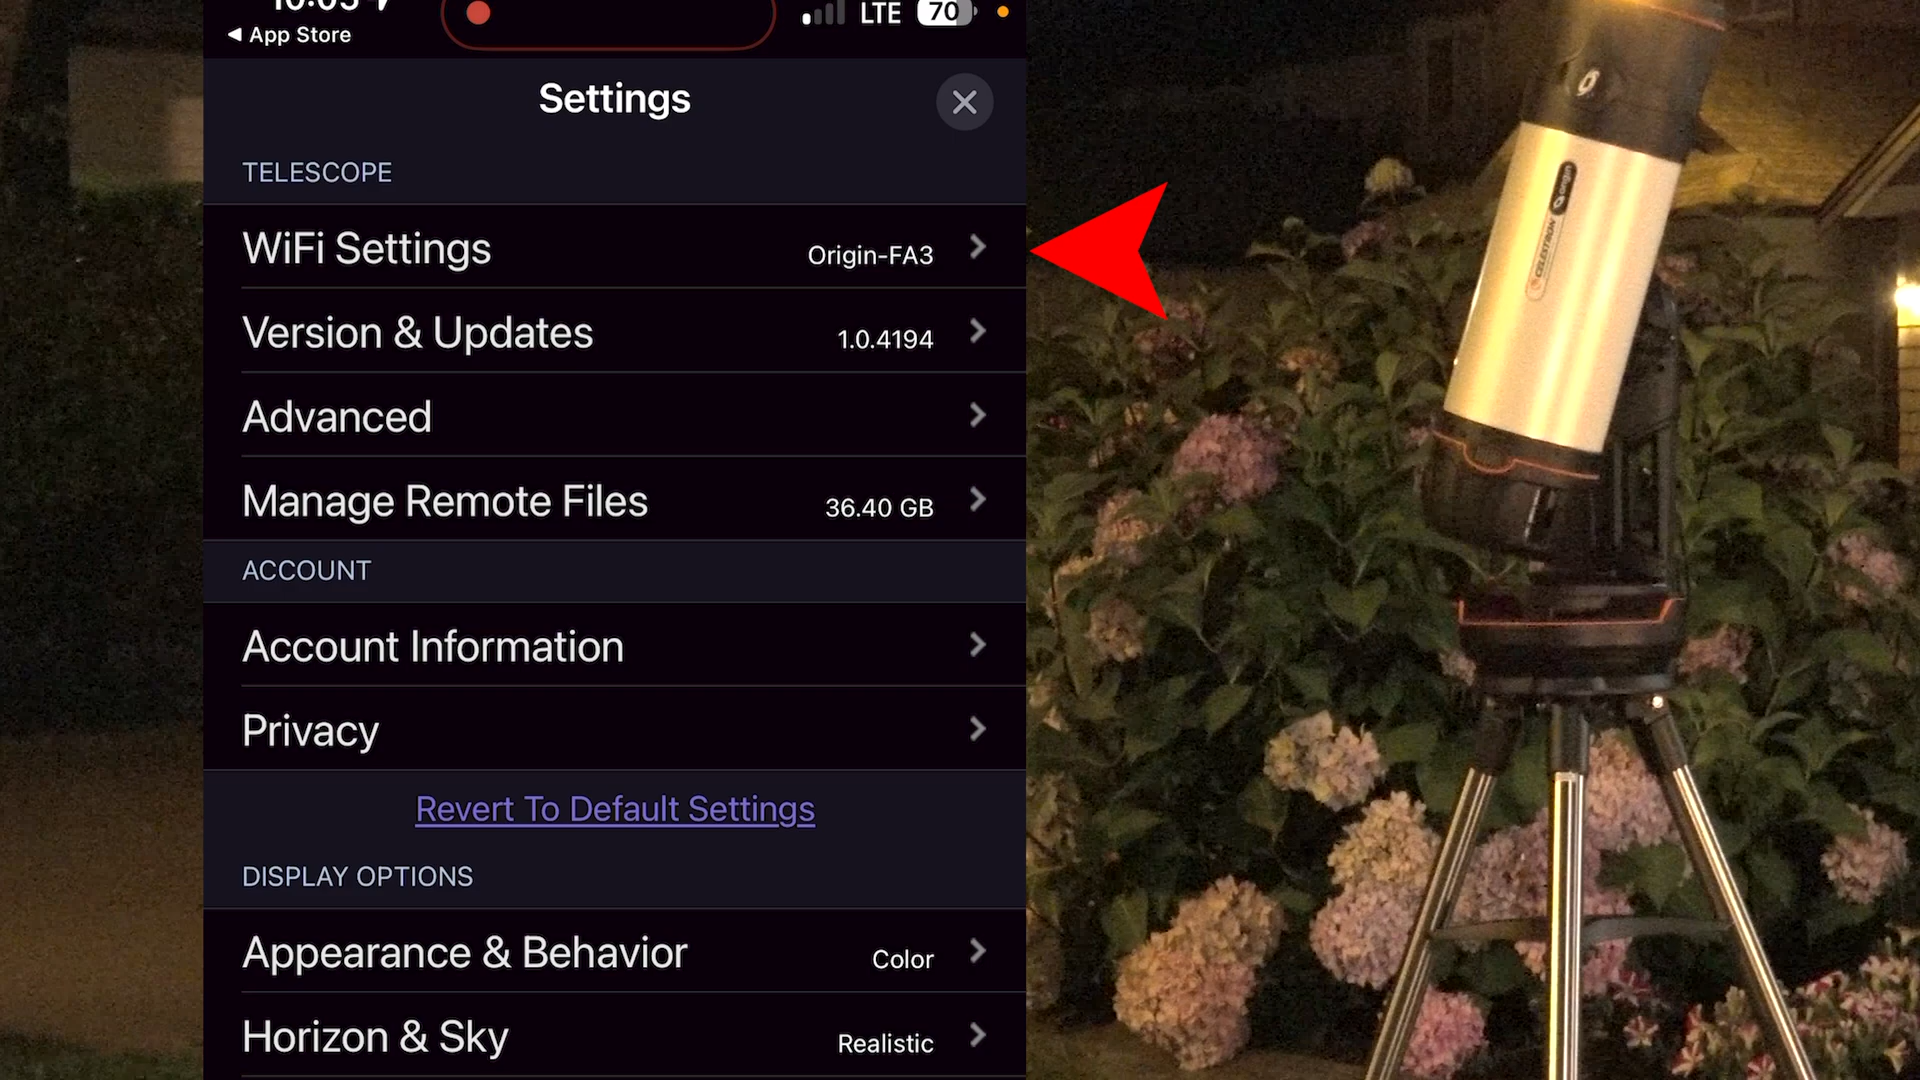 LTE 70
App Store
Settings
TELESCOPE
WiFi Settings Origin-FA3
Version & Updates 1.0.4194
Advanced
Manage Remote Files 36.40 GB
ACCOUNT
Account Information
Privacy
Revert To Default Settings
DISPLAY OPTIONS
Appearance & Behavior Color
Horizon & Sky Realistic
CELESTRON origin